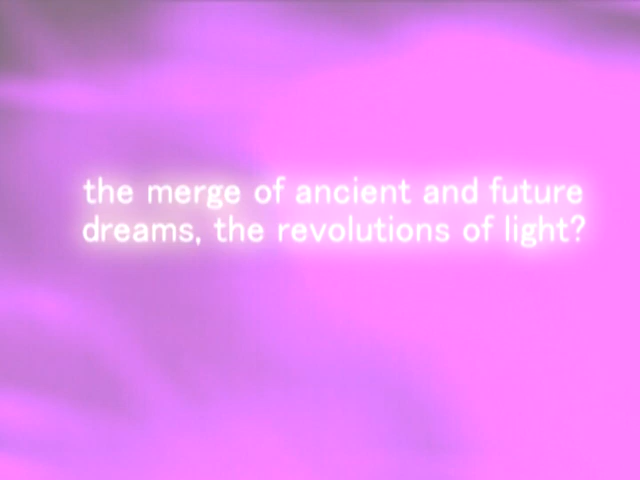 the merge of ancient and future
dreams, the revolutions of light?